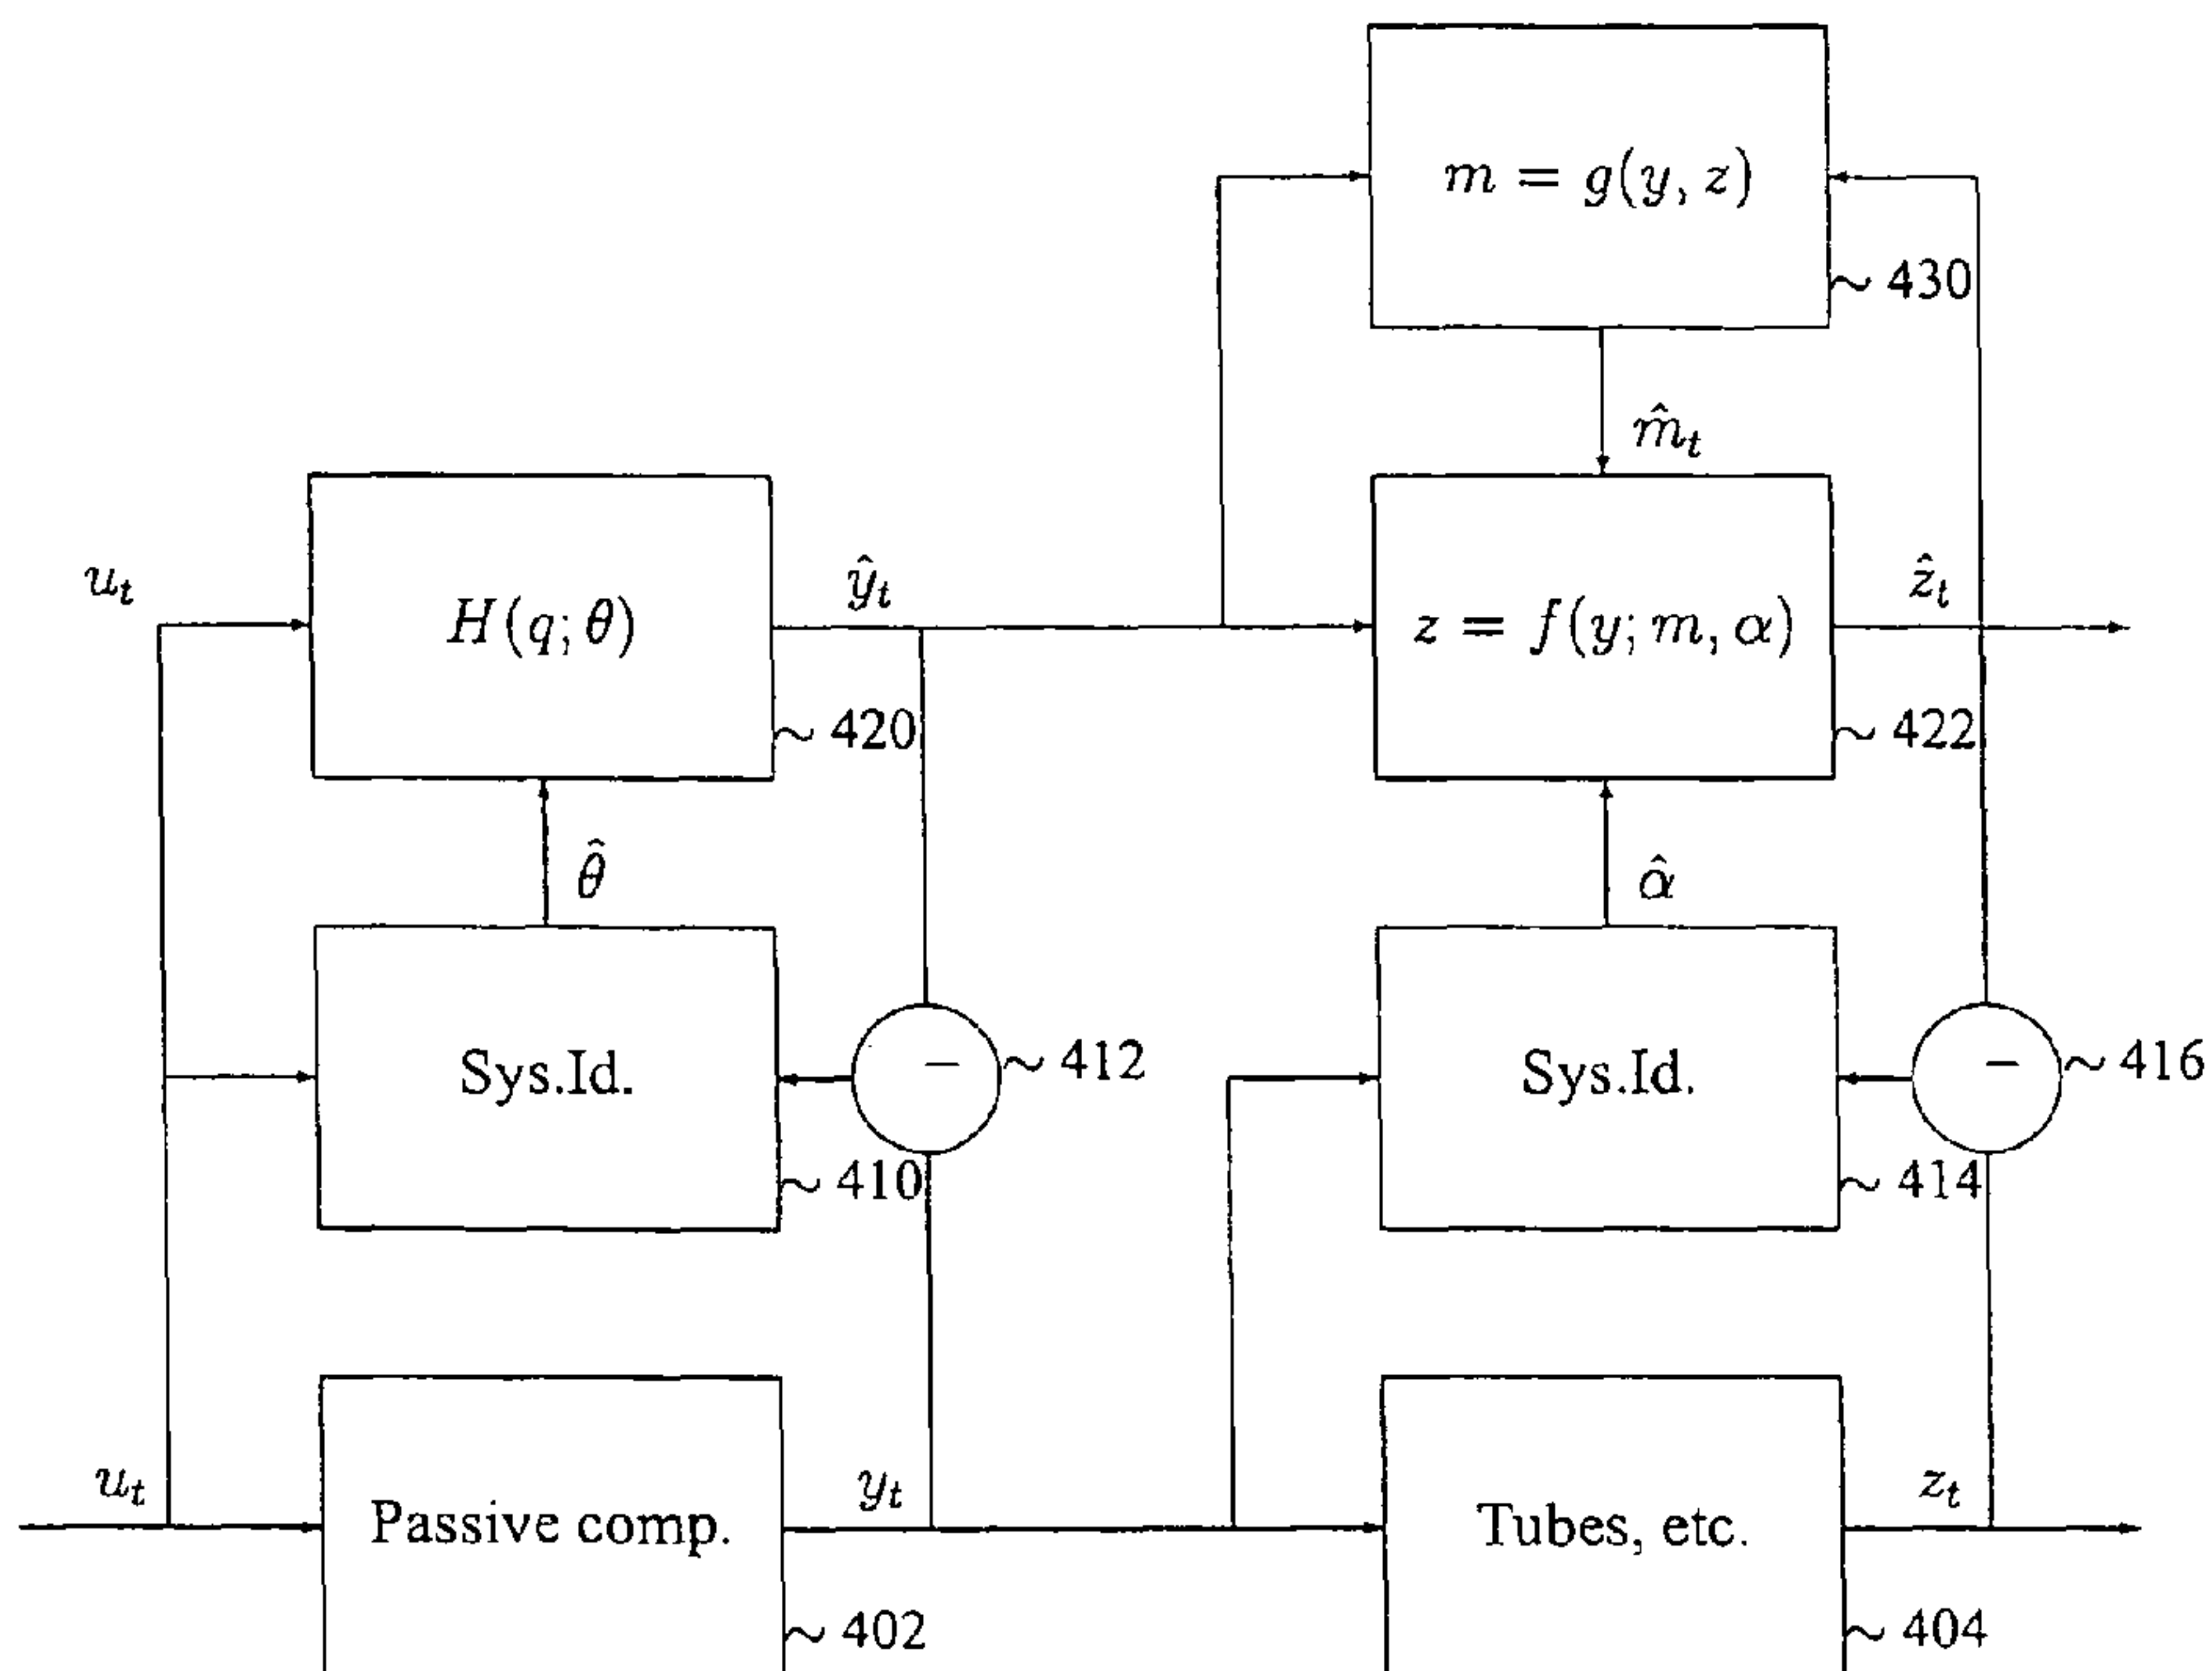 m = g(y, z)
~ 430
m̂_t
u_t
H(q; θ)
ŷ_t
z = f(y; m, α)
ẑ_t
~ 420
~ 422
θ̂
α̂
Sys.Id.
− ~ 412
Sys.Id.
− ~ 416
~ 410
~ 414
u_t
Passive comp.
y_t
Tubes, etc.
z_t
~ 402
~ 404